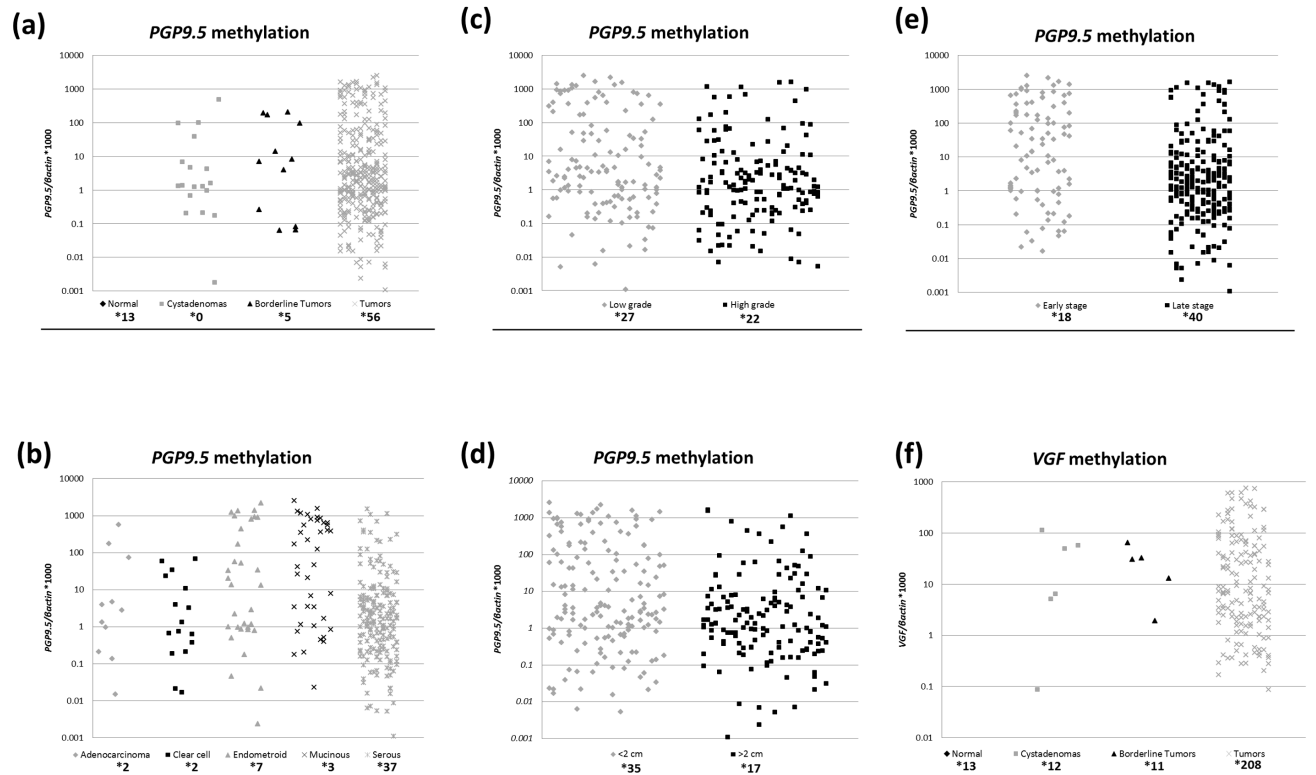 (a)
PGP9.5 methylation
10000
1000
100
10
1
0.1
0.01
0.001
PGP9.5/βactin*1000
Normal Cystadenomas Borderline Tumors Tumors
*13 *0 *5 *56
(c)
PGP9.5 methylation
10000
1000
100
10
1
0.1
0.01
0.001
PGP9.5/βactin*1000
Low grade High grade
*27 *22
(e)
PGP9.5 methylation
10000
1000
100
10
1
0.1
0.01
0.001
PGP9.5/βactin*1000
Early stage Late stage
*18 *40
(b)
PGP9.5 methylation
10000
1000
100
10
1
0.1
0.01
0.001
PGP9.5/βactin*1000
Adenocarcinoma Clear cell Endometroid Mucinous Serous
*2 *2 *7 *3 *37
(d)
PGP9.5 methylation
10000
1000
100
10
1
0.1
0.01
0.001
PGP9.5/βactin*1000
<2 cm >2 cm
*35 *17
(f)
VGF methylation
1000
100
10
1
0.1
0.01
VGF/βactin*1000
Normal Cystadenomas Borderline Tumors Tumors
*13 *12 *11 *208